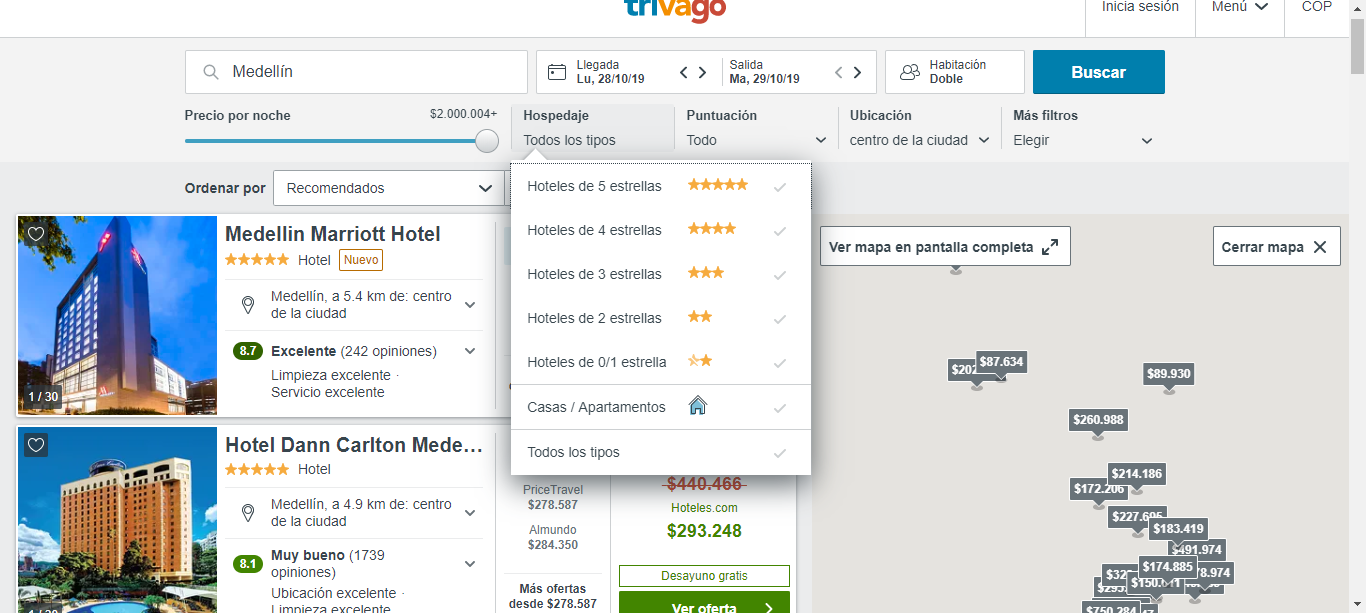 trivago
Inicia sesión
Menú
COP
Medellín
Llegada
Lu, 28/10/19
Salida
Ma, 29/10/19
Habitación
Doble
Buscar
Precio por noche
$2.000.004+
Hospedaje
Todos los tipos
Puntuación
Todo
Ubicación
centro de la ciudad
Más filtros
Elegir
Ordenar por
Recomendados
Hoteles de 5 estrellas
Hoteles de 4 estrellas
Hoteles de 3 estrellas
Hoteles de 2 estrellas
Hoteles de 0/1 estrella
Casas / Apartamentos
Todos los tipos
Medellin Marriott Hotel
Hotel
Nuevo
Medellín, a 5.4 km de: centro
de la ciudad
8.7 Excelente (242 opiniones)
Limpieza excelente ·
Servicio excelente
1 / 30
Hotel Dann Carlton Mede...
Hotel
Medellín, a 4.9 km de: centro
de la ciudad
8.1 Muy bueno (1739
opiniones)
Ubicación excelente ·
Limpieza excelente
PriceTravel
$278.587
Almundo
$284.350
Más ofertas
desde $278.587
$440.466
Hoteles.com
$293.248
Desayuno gratis
Ver oferta
Ver mapa en pantalla completa
Cerrar mapa
$87.634
$89.930
$260.988
$214.186
$172.206
$227.695
$183.419
$491.974
$174.885
$750.284